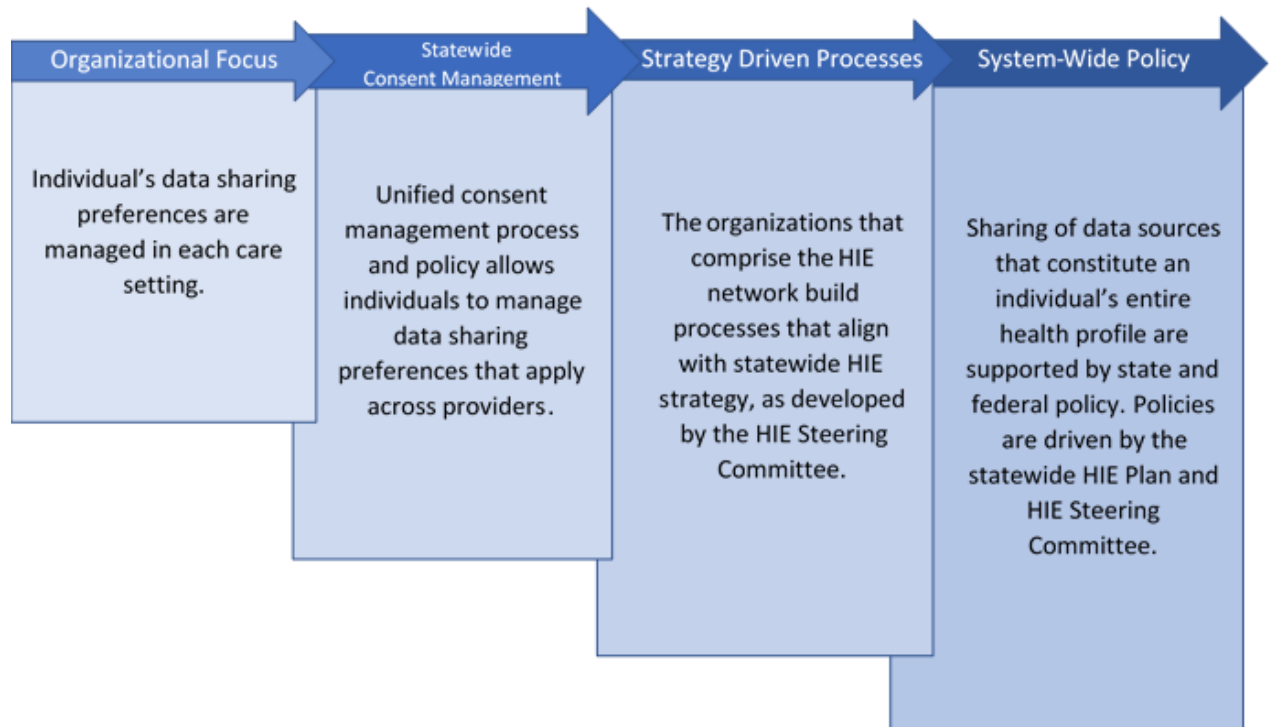 Organizational Focus
Individual’s data sharing
preferences are
managed in each care
setting.
Statewide
Consent Management
Unified consent
management process
and policy allows
individuals to manage
data sharing
preferences that apply
across providers.
Strategy Driven Processes
The organizations that
comprise the HIE
network build
processes that align
with statewide HIE
strategy, as developed
by the HIE Steering
Committee.
System-Wide Policy
Sharing of data sources
that constitute an
individual’s entire
health profile are
supported by state and
federal policy. Policies
are driven by the
statewide HIE Plan and
HIE Steering
Committee.